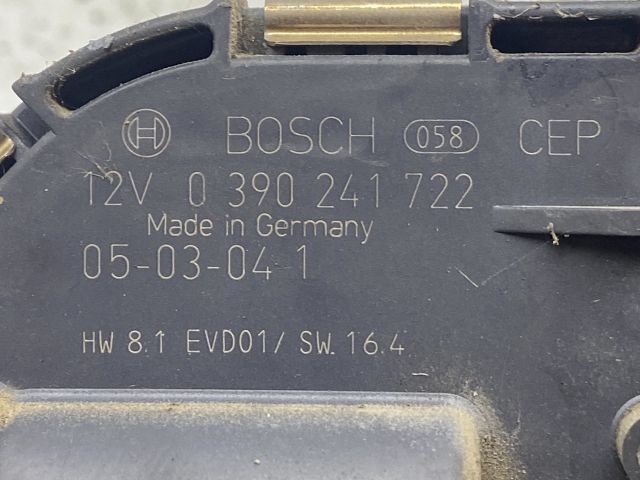 BOSCH 058 CEP
12V 0 390 241 722
Made in Germany
05-03-04 1
HW 8.1 EVD01/ SW. 16.4